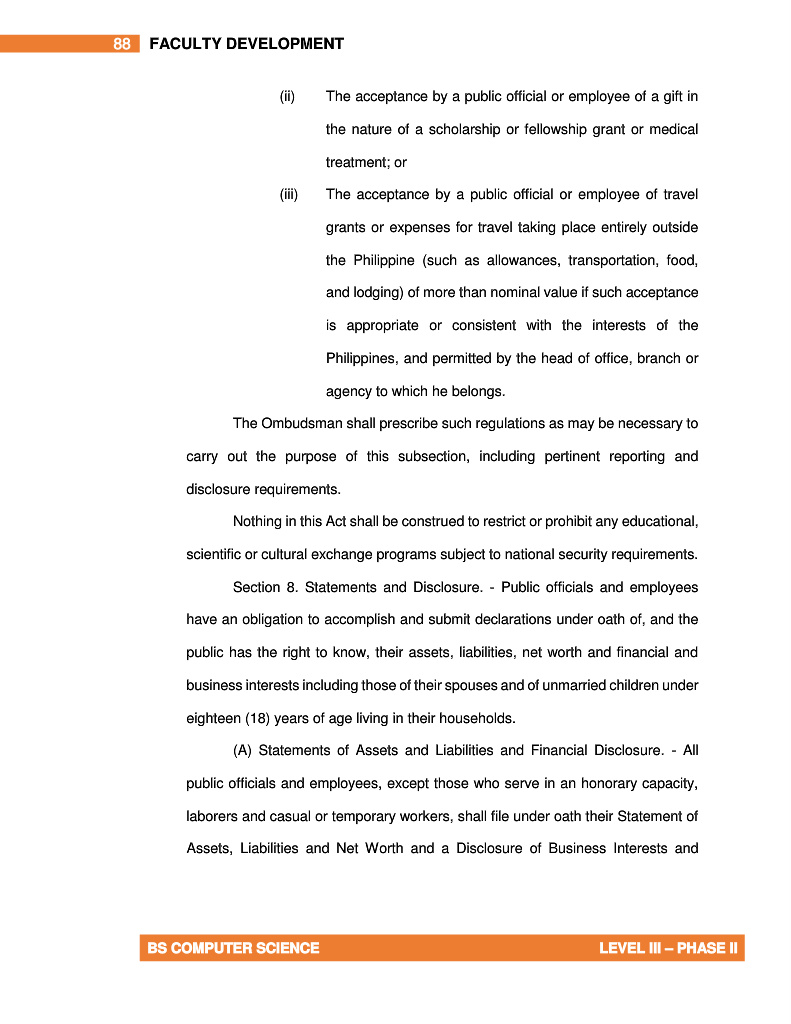 88 FACULTY DEVELOPMENT
(ii) The acceptance by a public official or employee of a gift in
the nature of a scholarship or fellowship grant or medical
treatment; or
(iii) The acceptance by a public official or employee of travel
grants or expenses for travel taking place entirely outside
the Philippine (such as allowances, transportation, food,
and lodging) of more than nominal value if such acceptance
is appropriate or consistent with the interests of the
Philippines, and permitted by the head of office, branch or
agency to which he belongs.
The Ombudsman shall prescribe such regulations as may be necessary to
carry out the purpose of this subsection, including pertinent reporting and
disclosure requirements.
Nothing in this Act shall be construed to restrict or prohibit any educational,
scientific or cultural exchange programs subject to national security requirements.
Section 8. Statements and Disclosure. - Public officials and employees
have an obligation to accomplish and submit declarations under oath of, and the
public has the right to know, their assets, liabilities, net worth and financial and
business interests including those of their spouses and of unmarried children under
eighteen (18) years of age living in their households.
(A) Statements of Assets and Liabilities and Financial Disclosure. - All
public officials and employees, except those who serve in an honorary capacity,
laborers and casual or temporary workers, shall file under oath their Statement of
Assets, Liabilities and Net Worth and a Disclosure of Business Interests and
BS COMPUTER SCIENCE LEVEL III – PHASE II